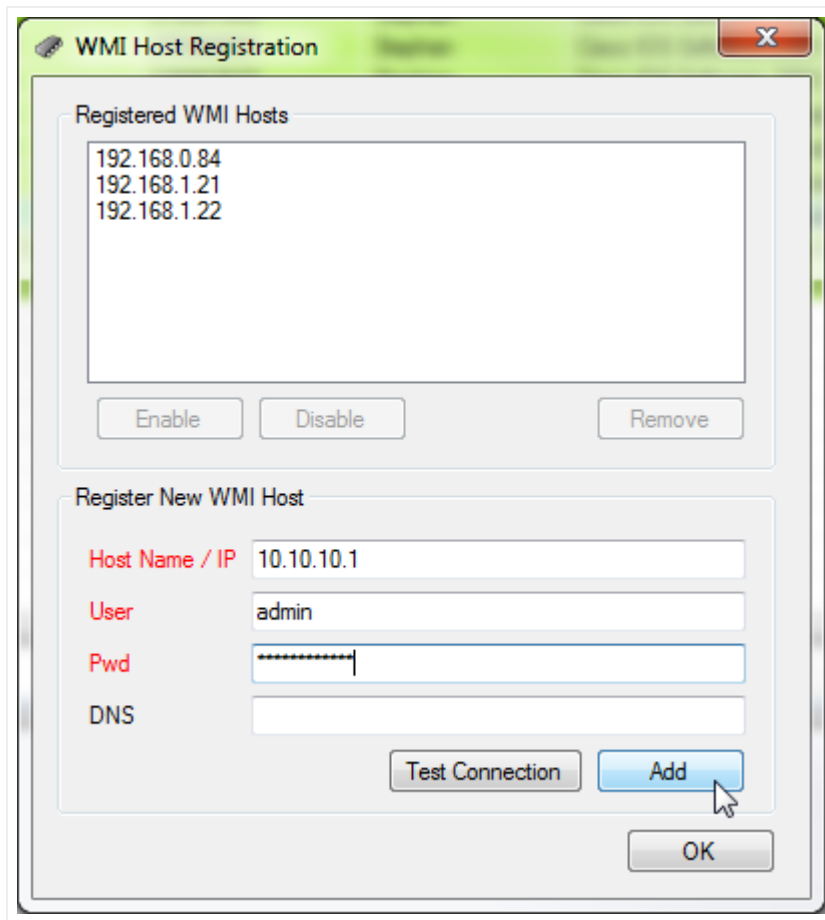 WMI Host Registration
Registered WMI Hosts
192.168.0.84
192.168.1.21
192.168.1.22
Enable Disable Remove
Register New WMI Host
Host Name / IP 10.10.10.1
User admin
Pwd ************
DNS
Test Connection Add
OK